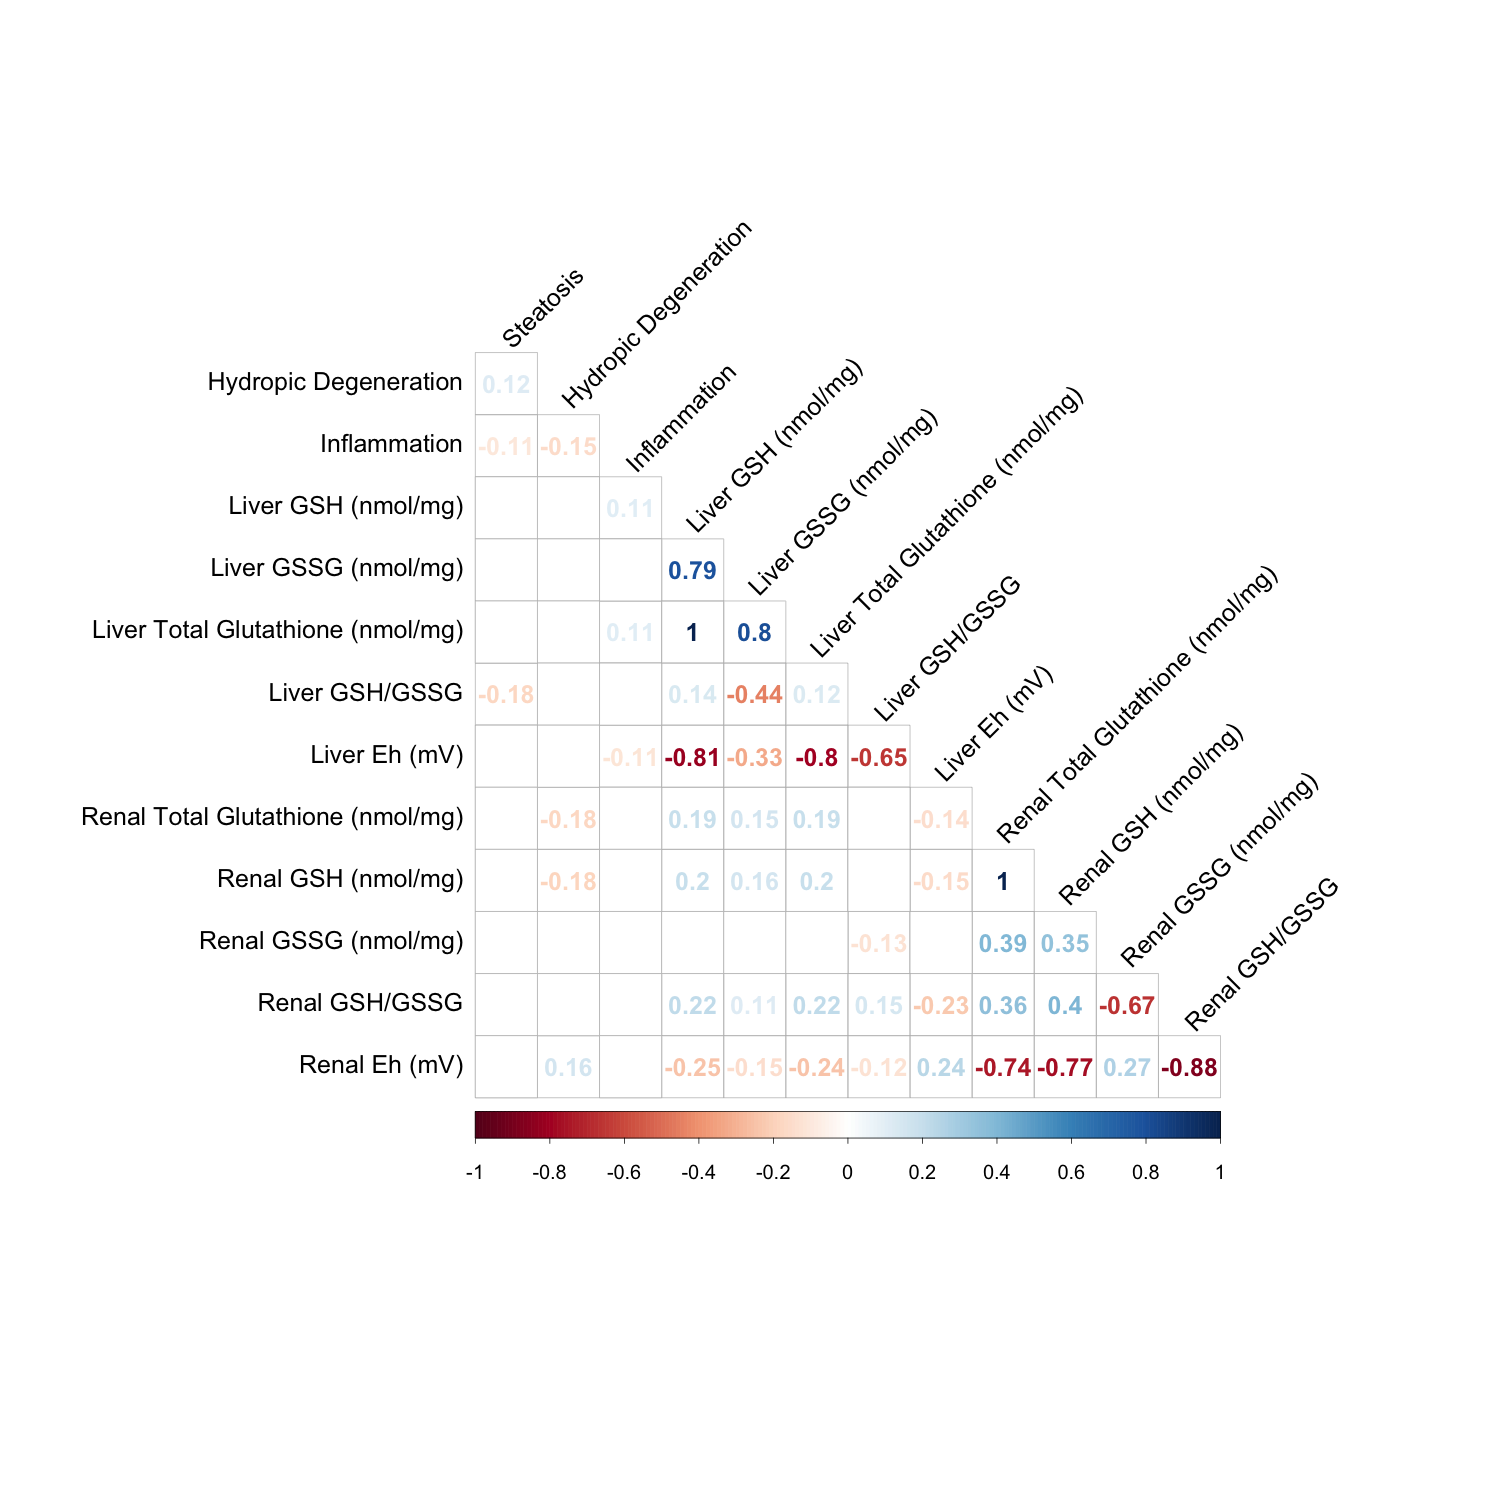 Steatosis
Hydropic Degeneration
Inflammation
Liver GSH (nmol/mg)
Liver GSSG (nmol/mg)
Liver Total Glutathione (nmol/mg)
Liver GSH/GSSG
Liver Eh (mV)
Renal Total Glutathione (nmol/mg)
Renal GSH (nmol/mg)
Renal GSSG (nmol/mg)
Renal GSH/GSSG
Hydropic Degeneration 0.12
Inflammation -0.11 -0.15
Liver GSH (nmol/mg) 0.11
Liver GSSG (nmol/mg) 0.79
Liver Total Glutathione (nmol/mg) 0.11 1 0.8
Liver GSH/GSSG -0.18 0.14 -0.44 0.12
Liver Eh (mV) -0.11 -0.81 -0.33 -0.8 -0.65
Renal Total Glutathione (nmol/mg) -0.18 0.19 0.15 0.19 -0.14
Renal GSH (nmol/mg) -0.18 0.2 0.16 0.2 -0.15 1
Renal GSSG (nmol/mg) -0.13 0.39 0.35
Renal GSH/GSSG 0.22 0.11 0.22 0.15 -0.23 0.36 0.4 -0.67
Renal Eh (mV) 0.16 -0.25 -0.15 -0.24 -0.12 0.24 -0.74 -0.77 0.27 -0.88
-1 -0.8 -0.6 -0.4 -0.2 0 0.2 0.4 0.6 0.8 1